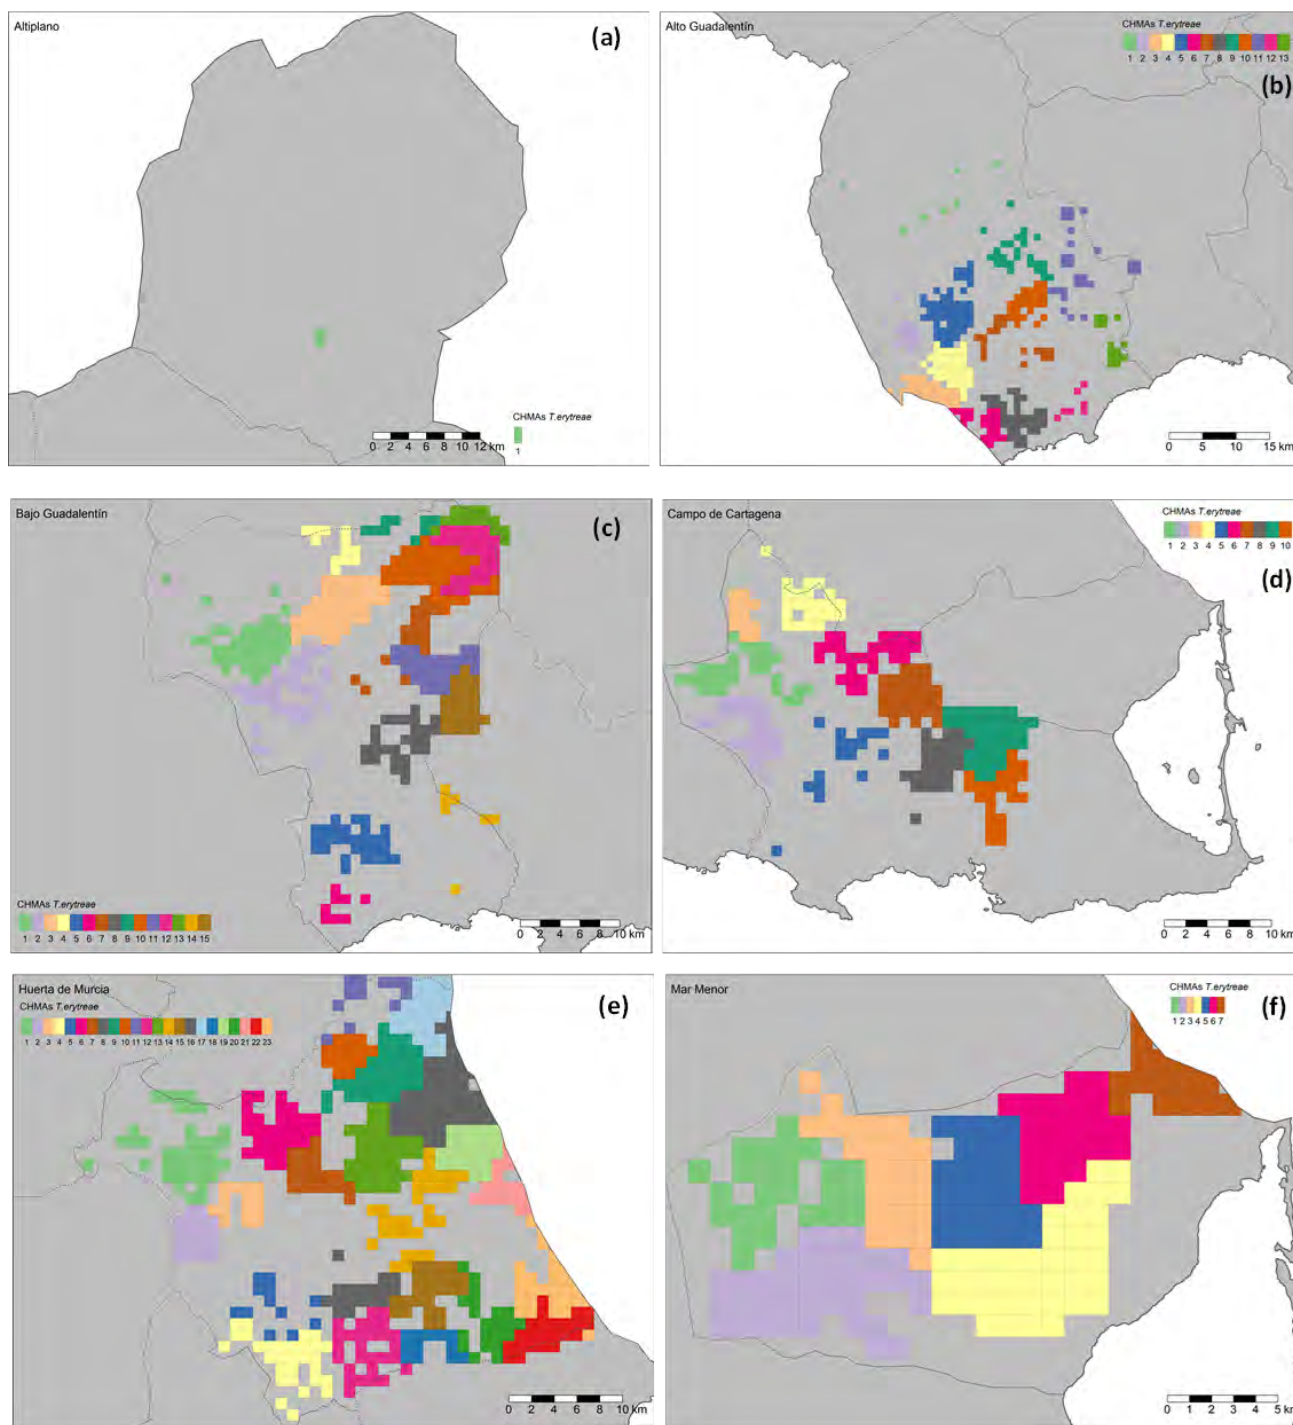 Altiplano
(a)
CHMAs T.erytreae
1
0 2 4 6 8 10 12 km
Alto Guadalentín
CHMAs T.erytreae
1 2 3 4 5 6 7 8 9 10 11 12 13
(b)
0 5 10 15 km
Bajo Guadalentín
(c)
CHMAs T.erytreae
1 2 3 4 5 6 7 8 9 10 11 12 13 14 15
0 2 4 6 8 10 km
Campo de Cartagena
CHMAs T.erytreae
1 2 3 4 5 6 7 8 9 10
(d)
0 2 4 6 8 10 km
Huerta de Murcia
(e)
CHMAs T.erytreae
1 2 3 4 5 6 7 8 9 10 11 12 13 14 15 16 17 18 19 20 21 22 23
0 2 4 6 8 10 km
Mar Menor
CHMAs T.erytreae
1 2 3 4 5 6 7
(f)
0 1 2 3 4 5 km